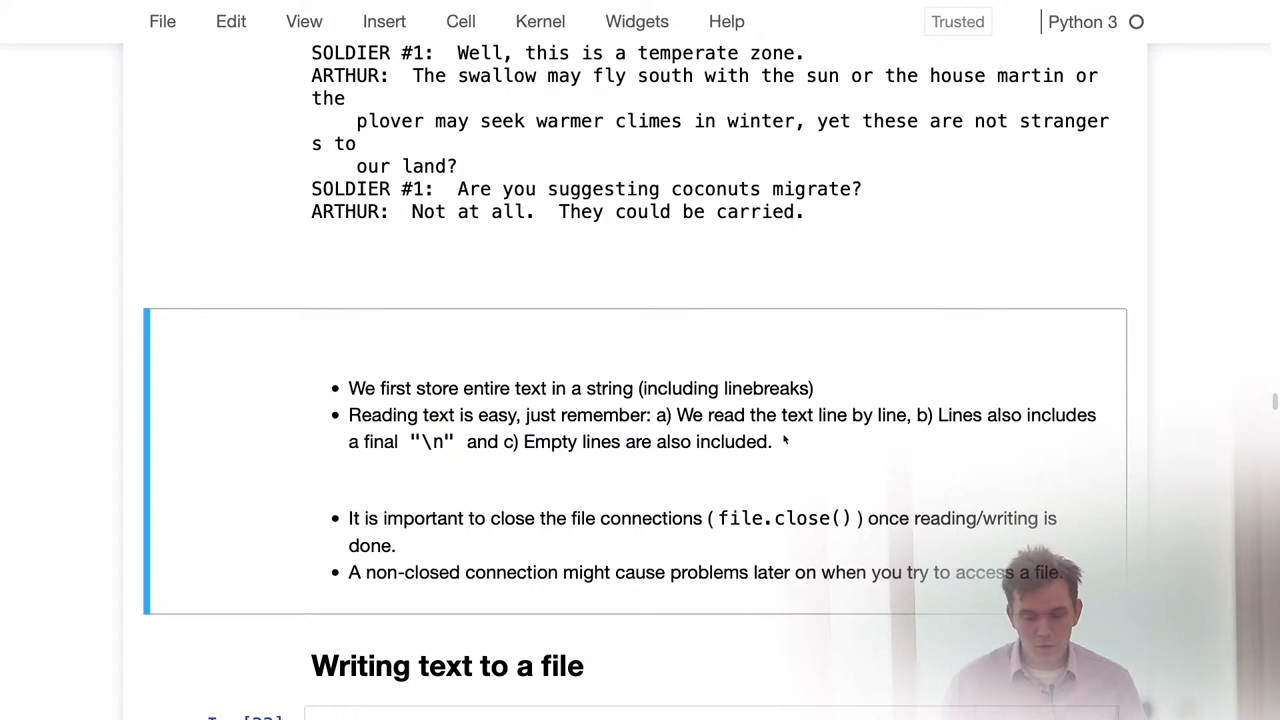 File Edit View Insert Cell Kernel Widgets Help Trusted Python 3
SOLDIER #1:  Well, this is a temperate zone.
ARTHUR:  The swallow may fly south with the sun or the house martin or
the
    plover may seek warmer climes in winter, yet these are not stranger
s to
    our land?
SOLDIER #1:  Are you suggesting coconuts migrate?
ARTHUR:  Not at all.  They could be carried.
• We first store entire text in a string (including linebreaks)
• Reading text is easy, just remember: a) We read the text line by line, b) Lines also includes
a final "\n" and c) Empty lines are also included.
• It is important to close the file connections ( file.close() ) once reading/writing is
done.
• A non-closed connection might cause problems later on when you try to access a file.
Writing text to a file